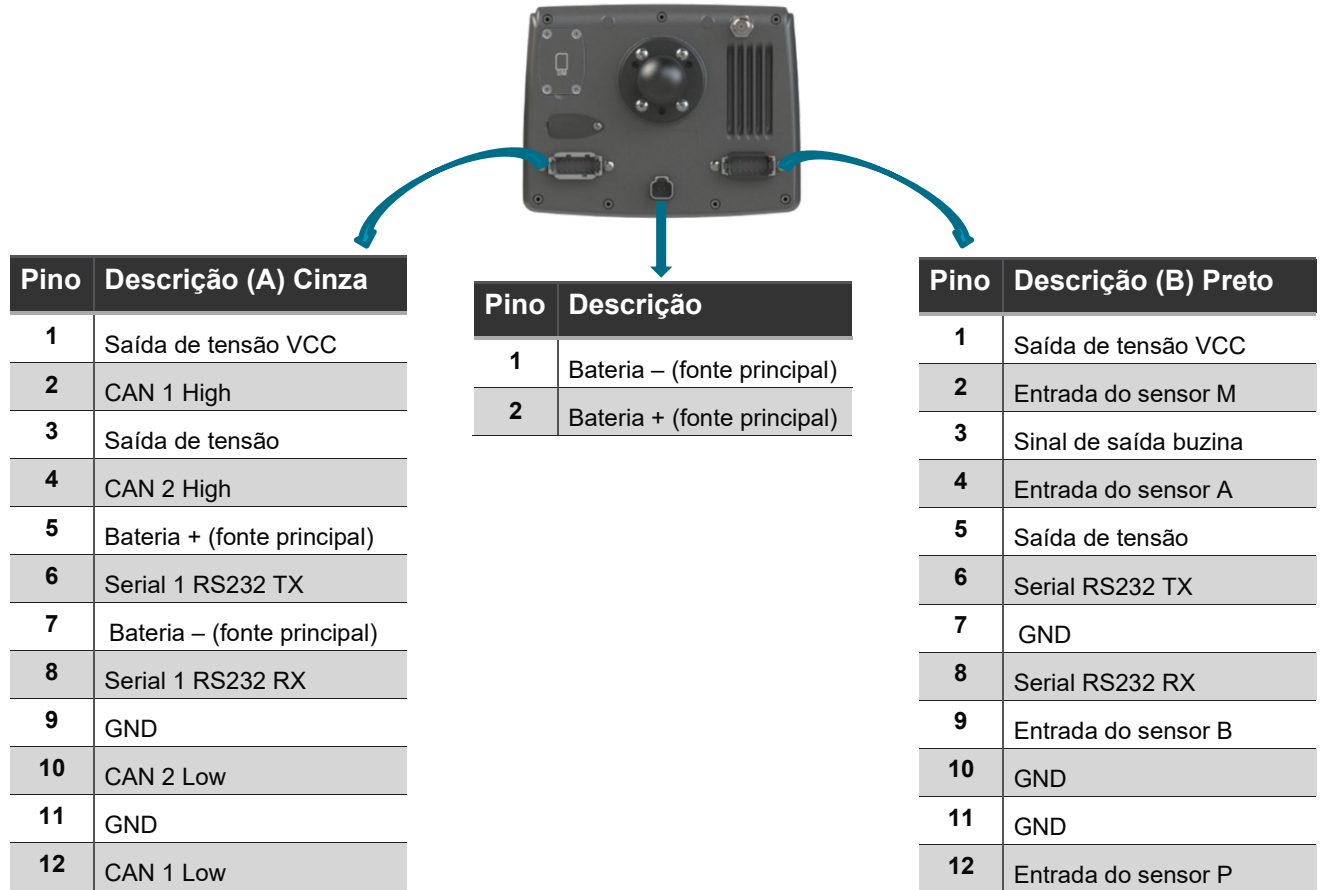 Pino Descrição (A) Cinza
1 Saída de tensão VCC
2 CAN 1 High
3 Saída de tensão
4 CAN 2 High
5 Bateria + (fonte principal)
6 Serial 1 RS232 TX
7 Bateria – (fonte principal)
8 Serial 1 RS232 RX
9 GND
10 CAN 2 Low
11 GND
12 CAN 1 Low
Pino Descrição
1 Bateria – (fonte principal)
2 Bateria + (fonte principal)
Pino Descrição (B) Preto
1 Saída de tensão VCC
2 Entrada do sensor M
3 Sinal de saída buzina
4 Entrada do sensor A
5 Saída de tensão
6 Serial RS232 TX
7 GND
8 Serial RS232 RX
9 Entrada do sensor B
10 GND
11 GND
12 Entrada do sensor P